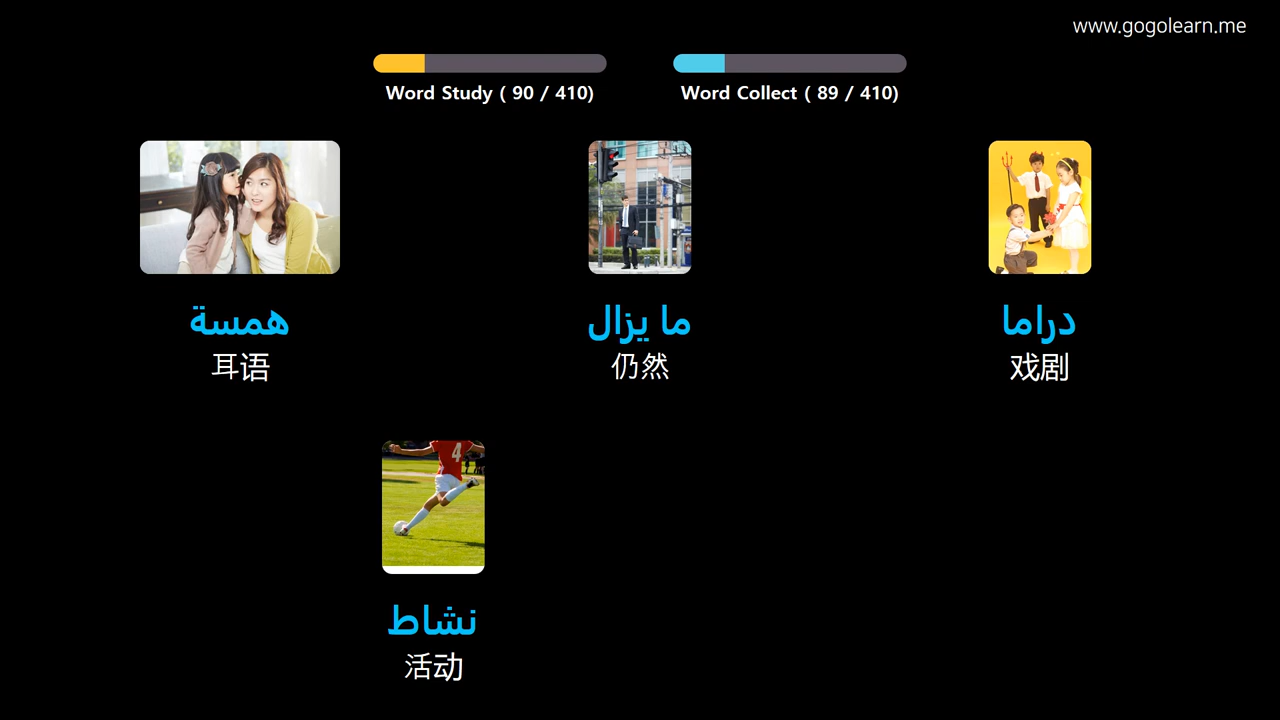 www.gogolearn.me
Word Study ( 90 / 410)
Word Collect ( 89 / 410)
همسة
耳语
ما يزال
仍然
دراما
戏剧
4
نشاط
活动